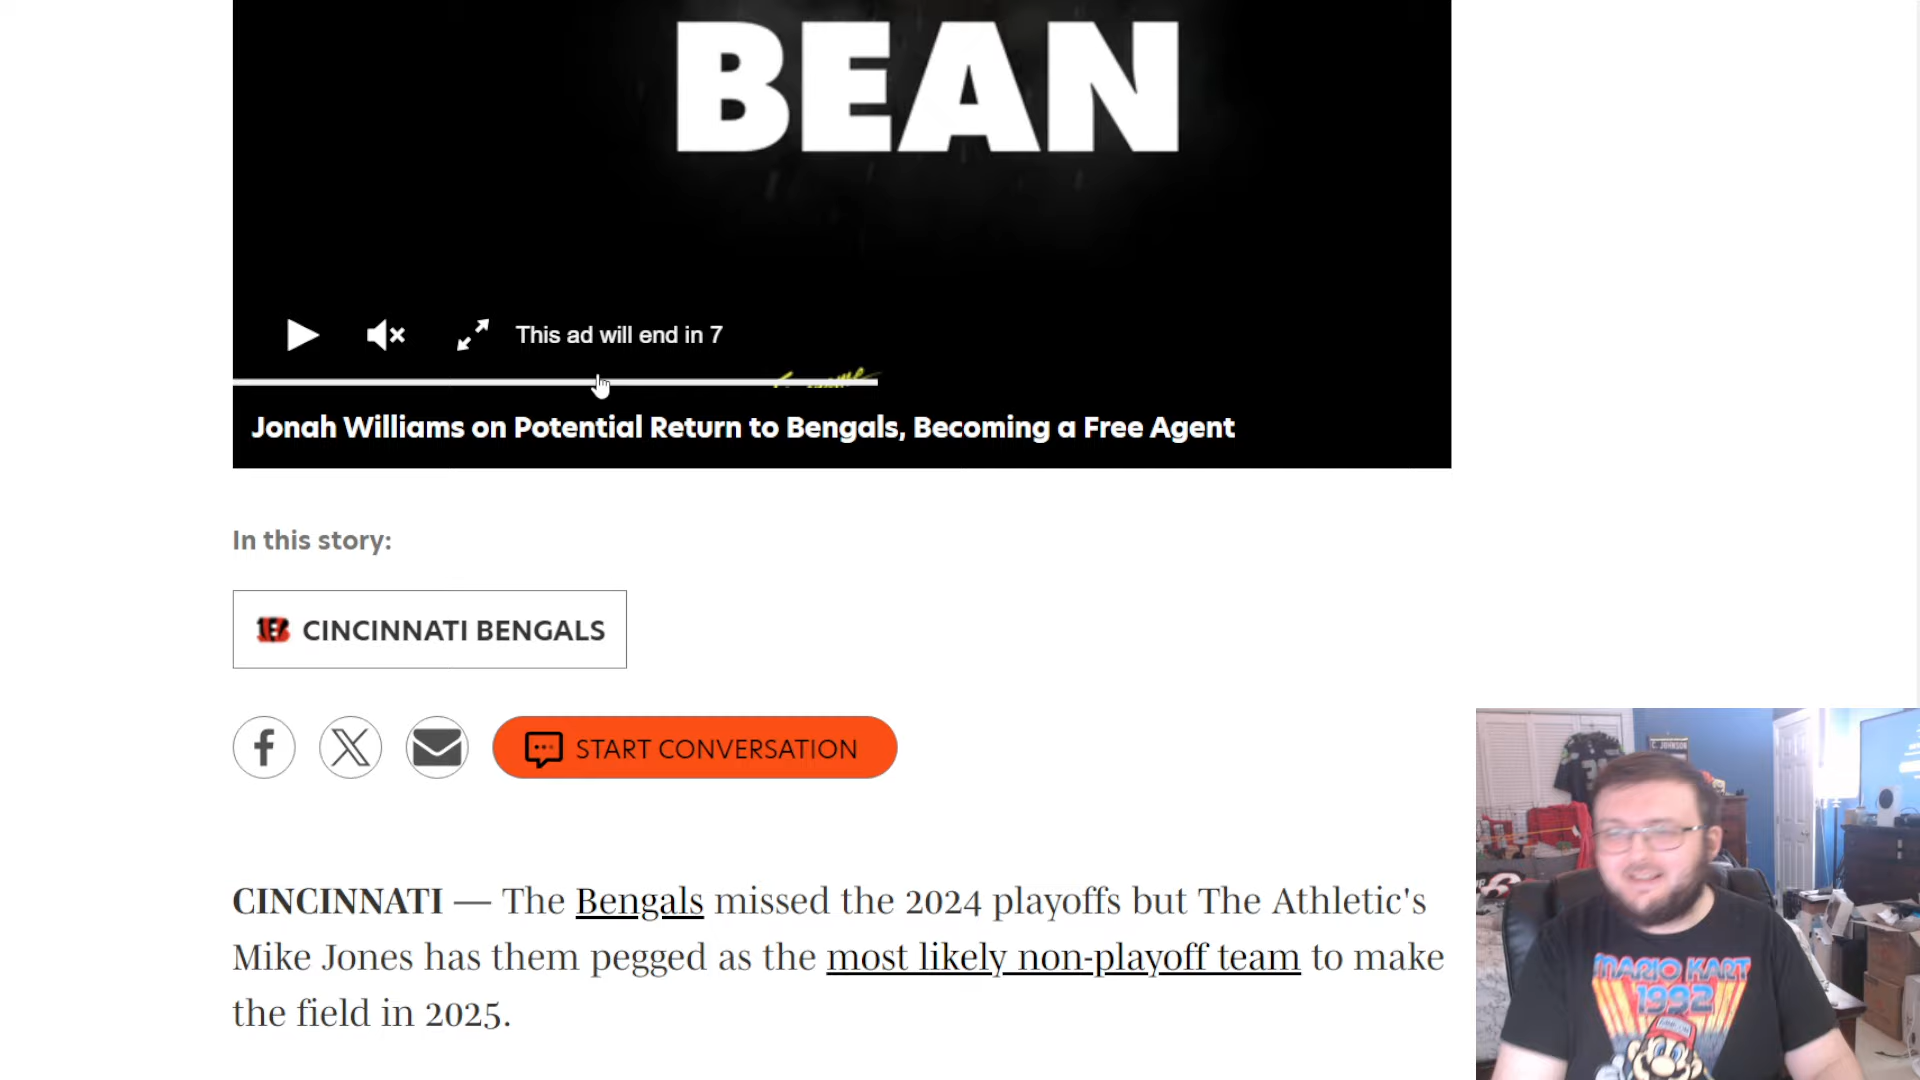 BEAN
This ad will end in 7
Jonah Williams on Potential Return to Bengals, Becoming a Free Agent
In this story:
CINCINNATI BENGALS
START CONVERSATION
CINCINNATI — The Bengals missed the 2024 playoffs but The Athletic's
Mike Jones has them pegged as the most likely non-playoff team to make
the field in 2025.
C. JOHNSON
MARIO KART
1992